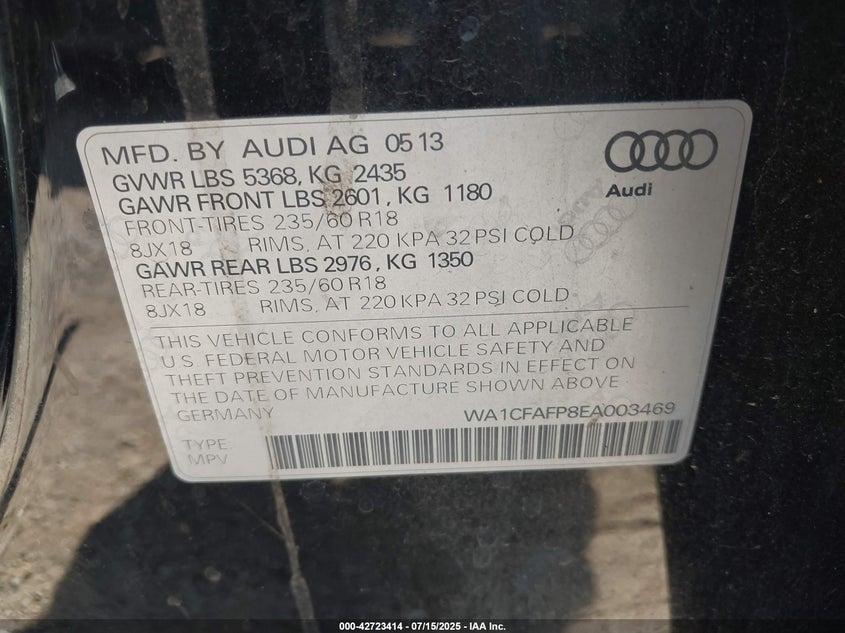 MFD. BY AUDI AG 05 13
GVWR LBS 5368, KG 2435
GAWR FRONT LBS 2601, KG 1180
FRONT-TIRES 235/60 R18
8JX18 RIMS, AT 220 KPA 32 PSI COLD
GAWR REAR LBS 2976, KG 1350
REAR-TIRES 235/60 R18
8JX18 RIMS, AT 220 KPA 32 PSI COLD
Audi
THIS VEHICLE CONFORMS TO ALL APPLICABLE
U.S. FEDERAL MOTOR VEHICLE SAFETY AND
THEFT PREVENTION STANDARDS IN EFFECT ON
THE DATE OF MANUFACTURE SHOWN ABOVE.
GERMANY WA1CFAFP8EA003469
TYPE:
MPV
000-42723414 - 07/15/2025 - IAA Inc.